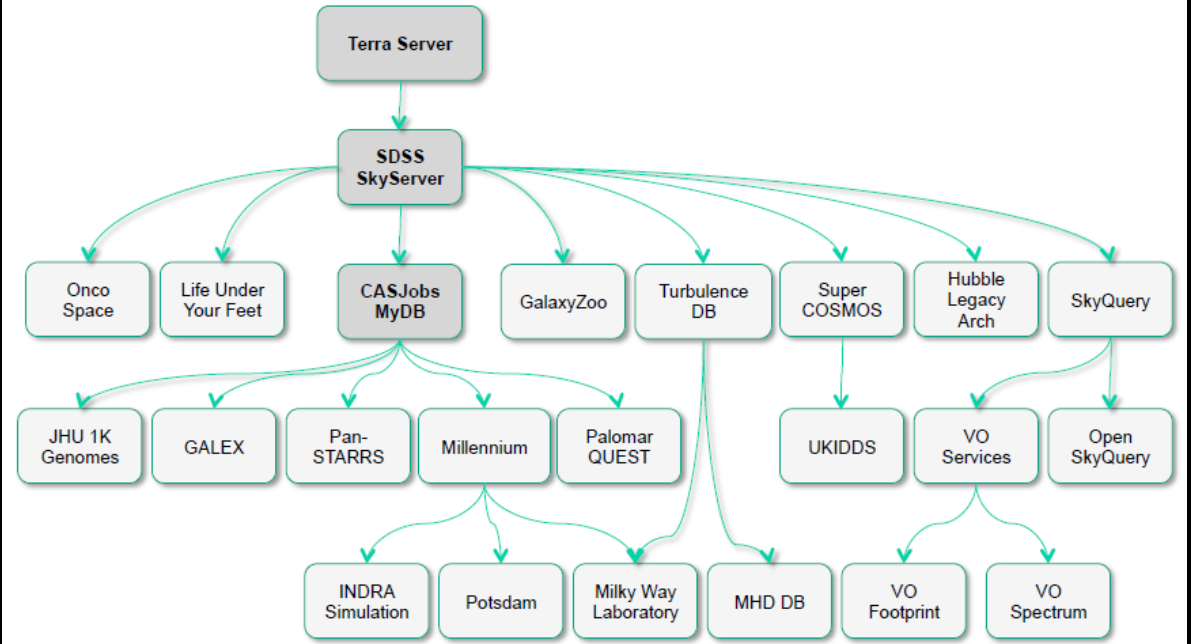 Terra Server
SDSS
SkyServer
Onco
Space
Life Under
Your Feet
CASJobs
MyDB
GalaxyZoo
Turbulence
DB
Super
COSMOS
Hubble
Legacy
Arch
SkyQuery
JHU 1K
Genomes
GALEX
Pan-
STARRS
Millennium
Palomar
QUEST
UKIDDS
VO
Services
Open
SkyQuery
INDRA
Simulation
Potsdam
Milky Way
Laboratory
MHD DB
VO
Footprint
VO
Spectrum